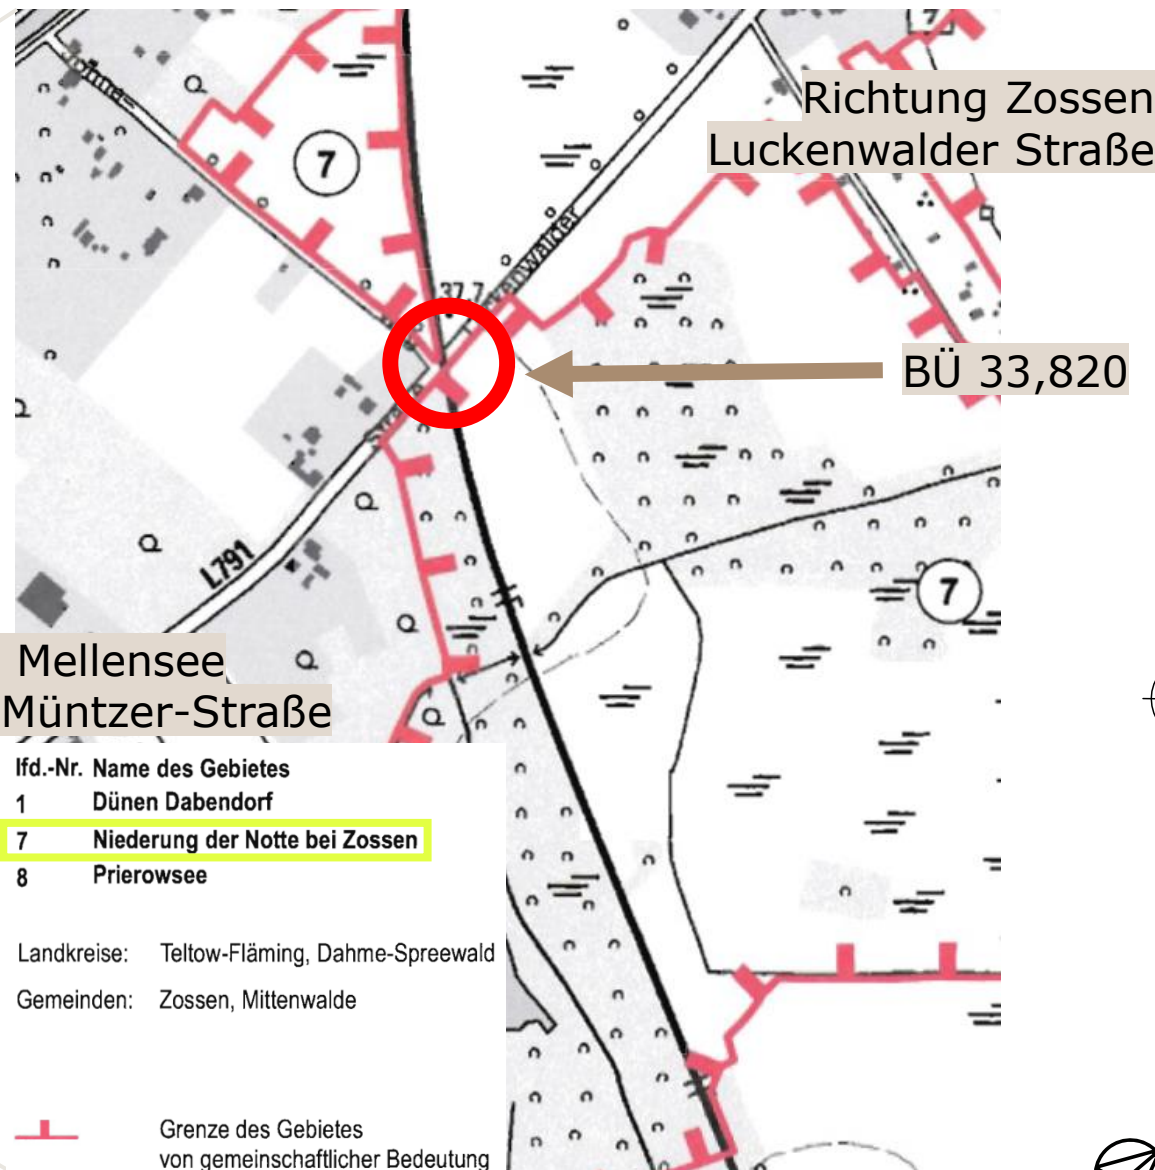 7
Richtung Zossen
Luckenwalder Straße
7
kenwalder
37,7
BÜ 33,820
L791
7
Mellensee
Müntzer-Straße
lfd.-Nr. Name des Gebietes
1 Dünen Dabendorf
7 Niederung der Notte bei Zossen
8 Prierowsee
Landkreise: Teltow-Fläming, Dahme-Spreewald
Gemeinden: Zossen, Mittenwalde
Grenze des Gebietes
von gemeinschaftlicher Bedeutung